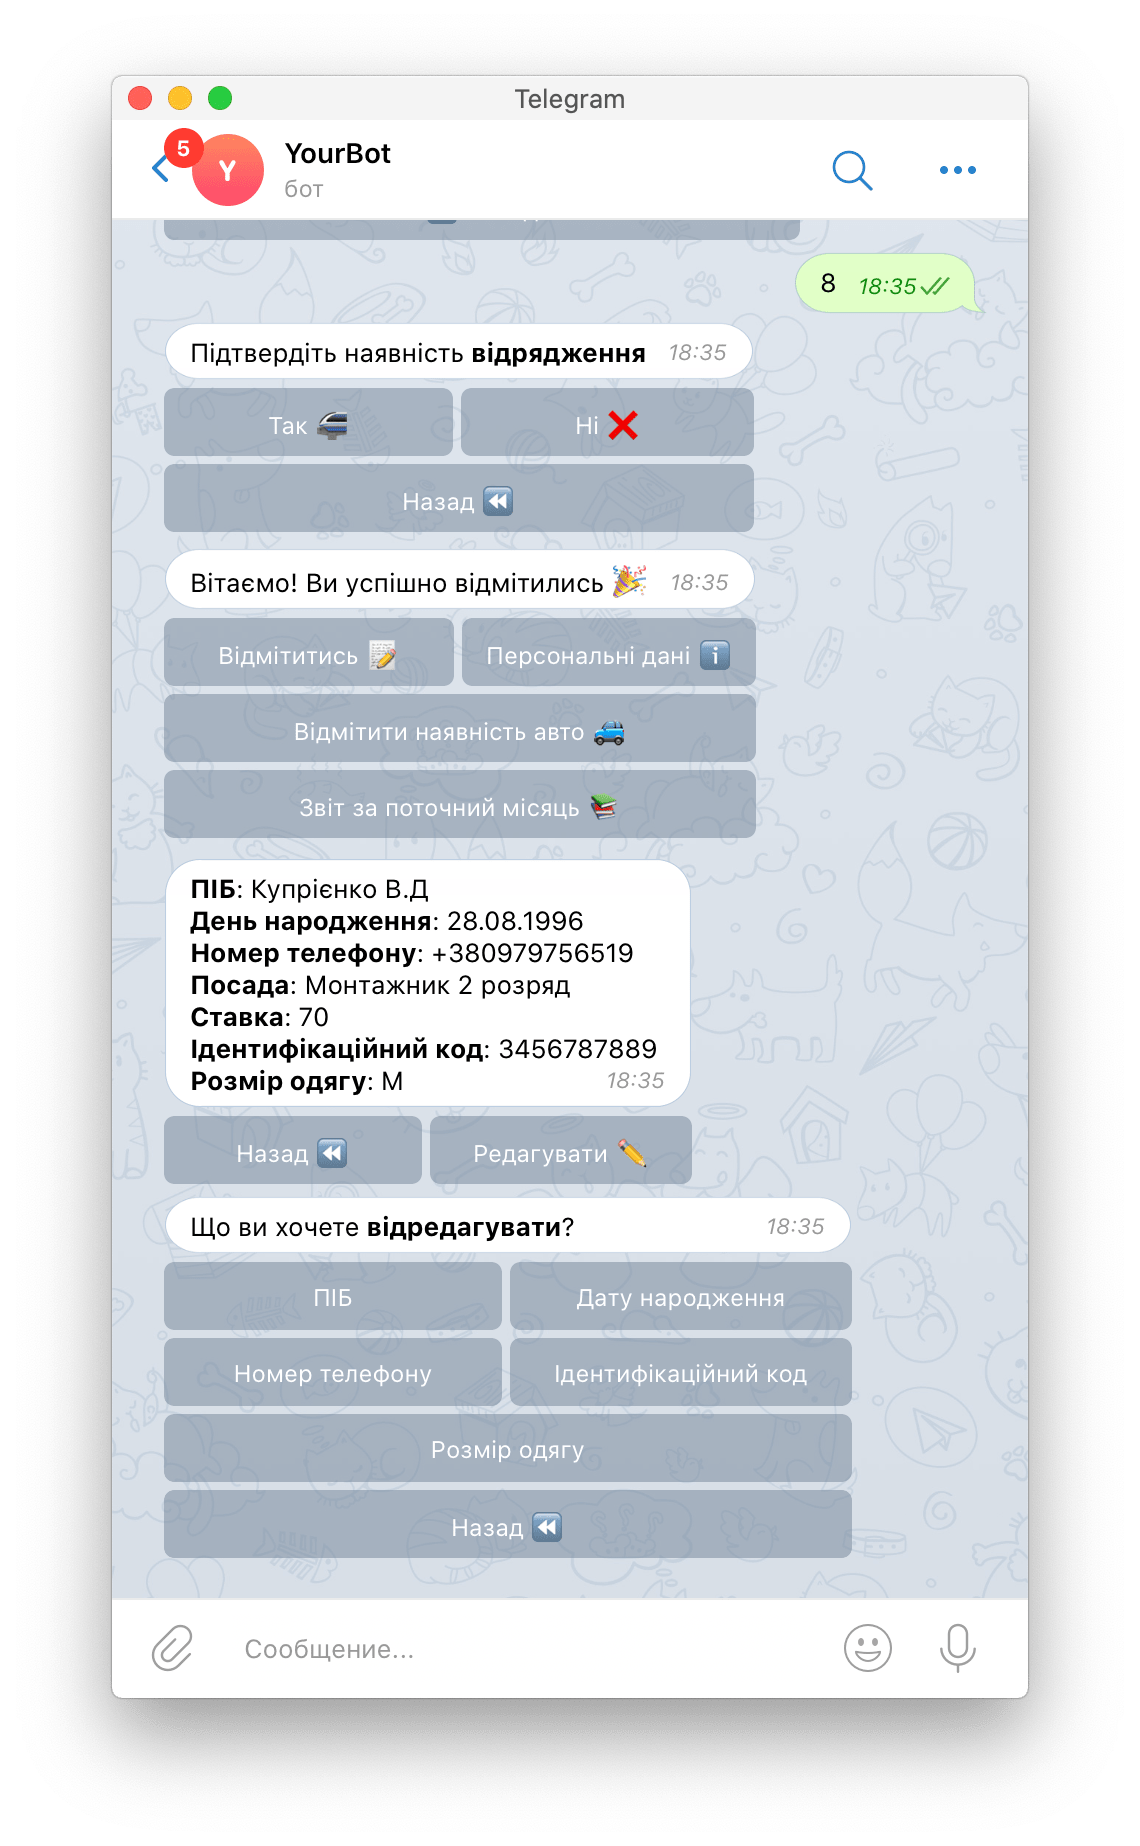 Telegram
5
Y
YourBot
бот
8 18:35
Підтвердіть наявність відрядження 18:35
Так 🚄 Ні ❌
Назад ⏪
Вітаємо! Ви успішно відмітились 🎉 18:35
Відмітитись 📝 Персональні дані ℹ️
Відмітити наявність авто 🚙
Звіт за поточний місяць 📚
ПІБ: Купрієнко В.Д
День народження: 28.08.1996
Номер телефону: +380979756519
Посада: Монтажник 2 розряд
Ставка: 70
Ідентифікаційний код: 3456787889
Розмір одягу: M 18:35
Назад ⏪ Редагувати ✏️
Що ви хочете відредагувати? 18:35
ПІБ Дату народження
Номер телефону Ідентифікаційний код
Розмір одягу
Назад ⏪
Сообщение...